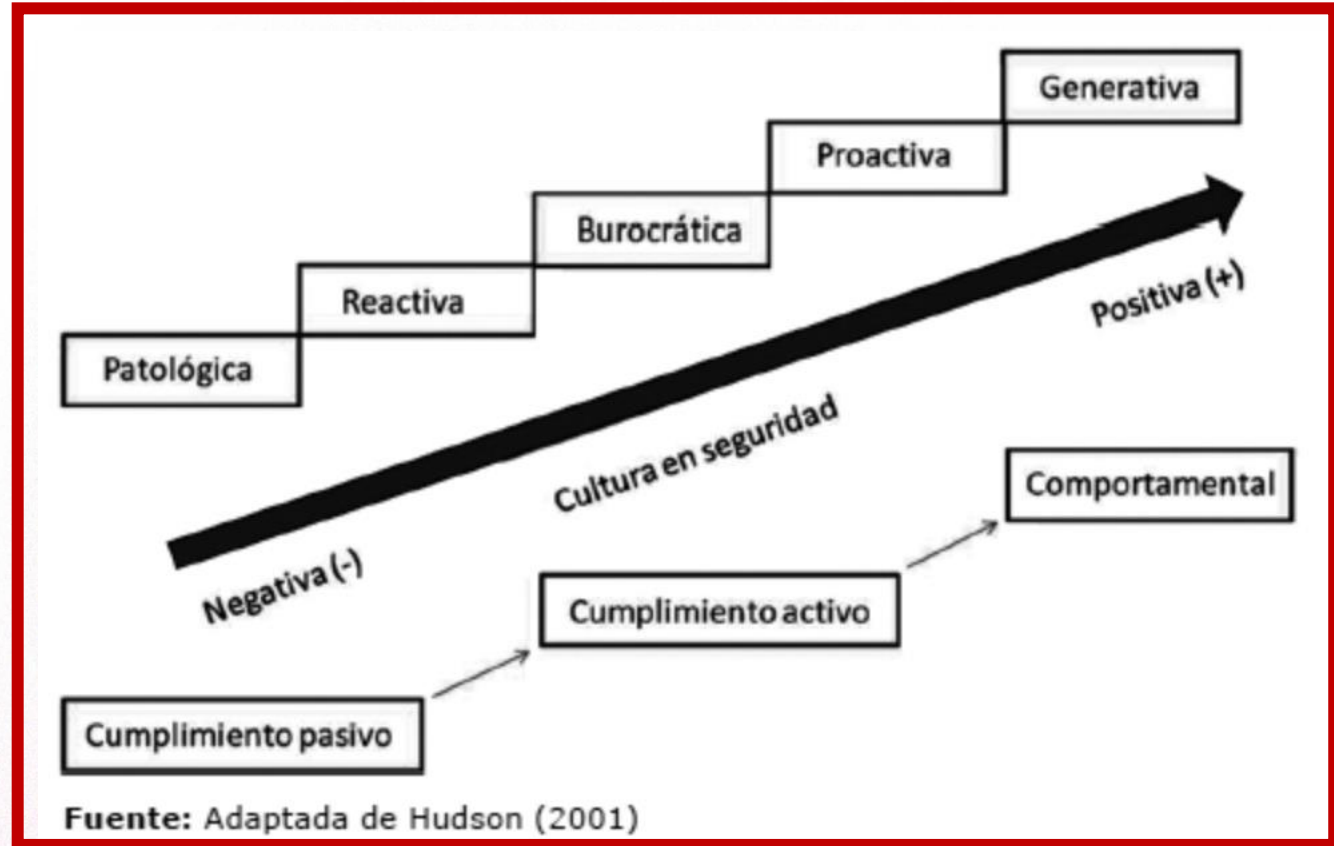 Generativa
Proactiva
Burocrática
Reactiva
Patológica
Positiva (+)
Cultura en seguridad
Negativa (-)
Comportamental
Cumplimiento activo
Cumplimiento pasivo
Fuente: Adaptada de Hudson (2001)